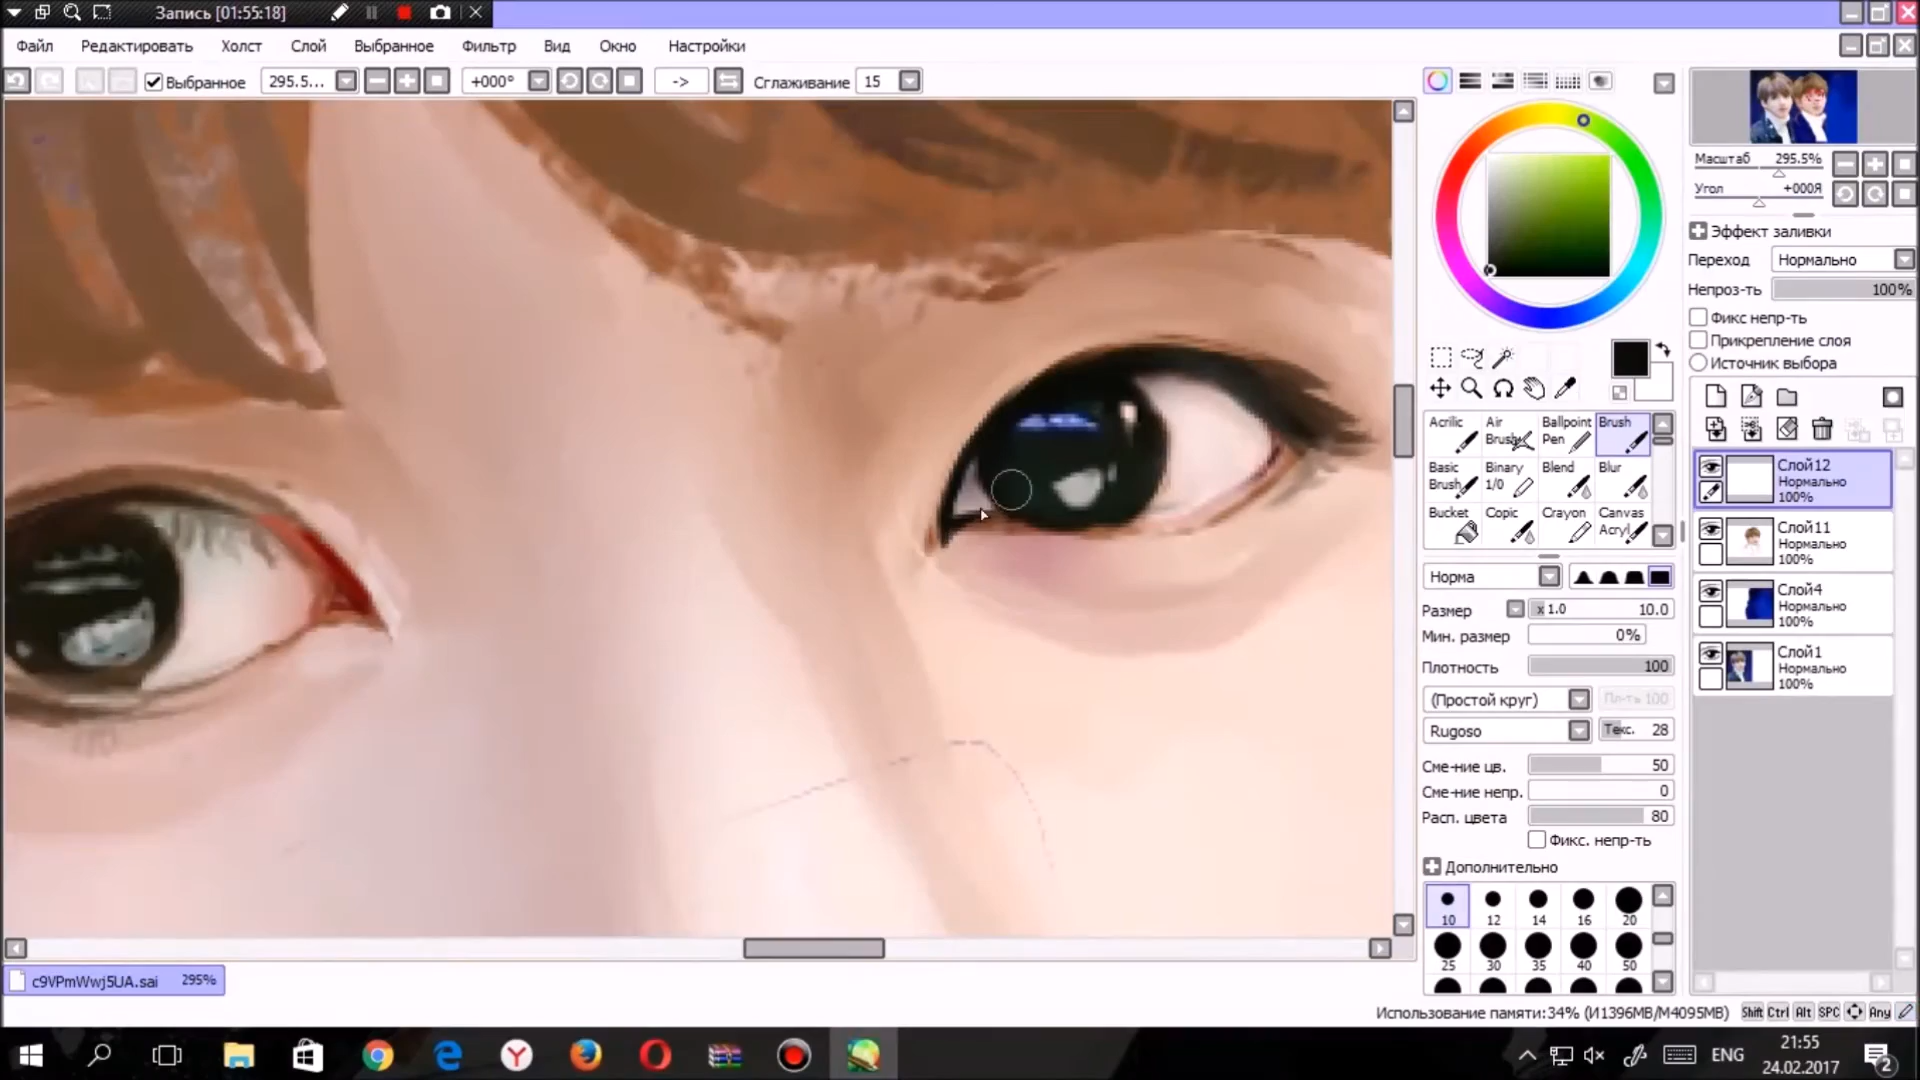 Запись [01:55:18]
Файл Редактировать Холст Слой Выбранное Фильтр Вид Окно Настройки
Выбранное 295.5... +000° -> Сглаживание 15
Масштаб 295.5%
Угол +000Я
Эффект заливки
Переход Нормально
Непроз-ть 100%
Фикс непр-ть
Прикрепление слоя
Источник выбора
Acrilic Air Brush Ballpoint Pen Brush
Basic Brush Binary 1/0 Blend Blur
Bucket Copic Crayon Canvas Acryl
Норма
Размер x 1.0 10.0
Мин. размер 0%
Плотность 100
(Простой круг) Пл-ть 100
Rugoso Текс. 28
Сме-ние цв. 50
Сме-ние непр. 0
Расп. цвета 80
Фикс. непр-ть
Дополнительно
10 12 14 16 20
25 30 35 40 50
Слой12
Нормально
100%
Слой11
Нормально
100%
Слой4
Нормально
100%
Слой1
Нормально
100%
c9VPmWwj5UA.sai 295%
Использование памяти:34% (И1396MB/M4095MB) Shift Ctrl Alt SPC Any
ENG 21:55
24.02.2017
2